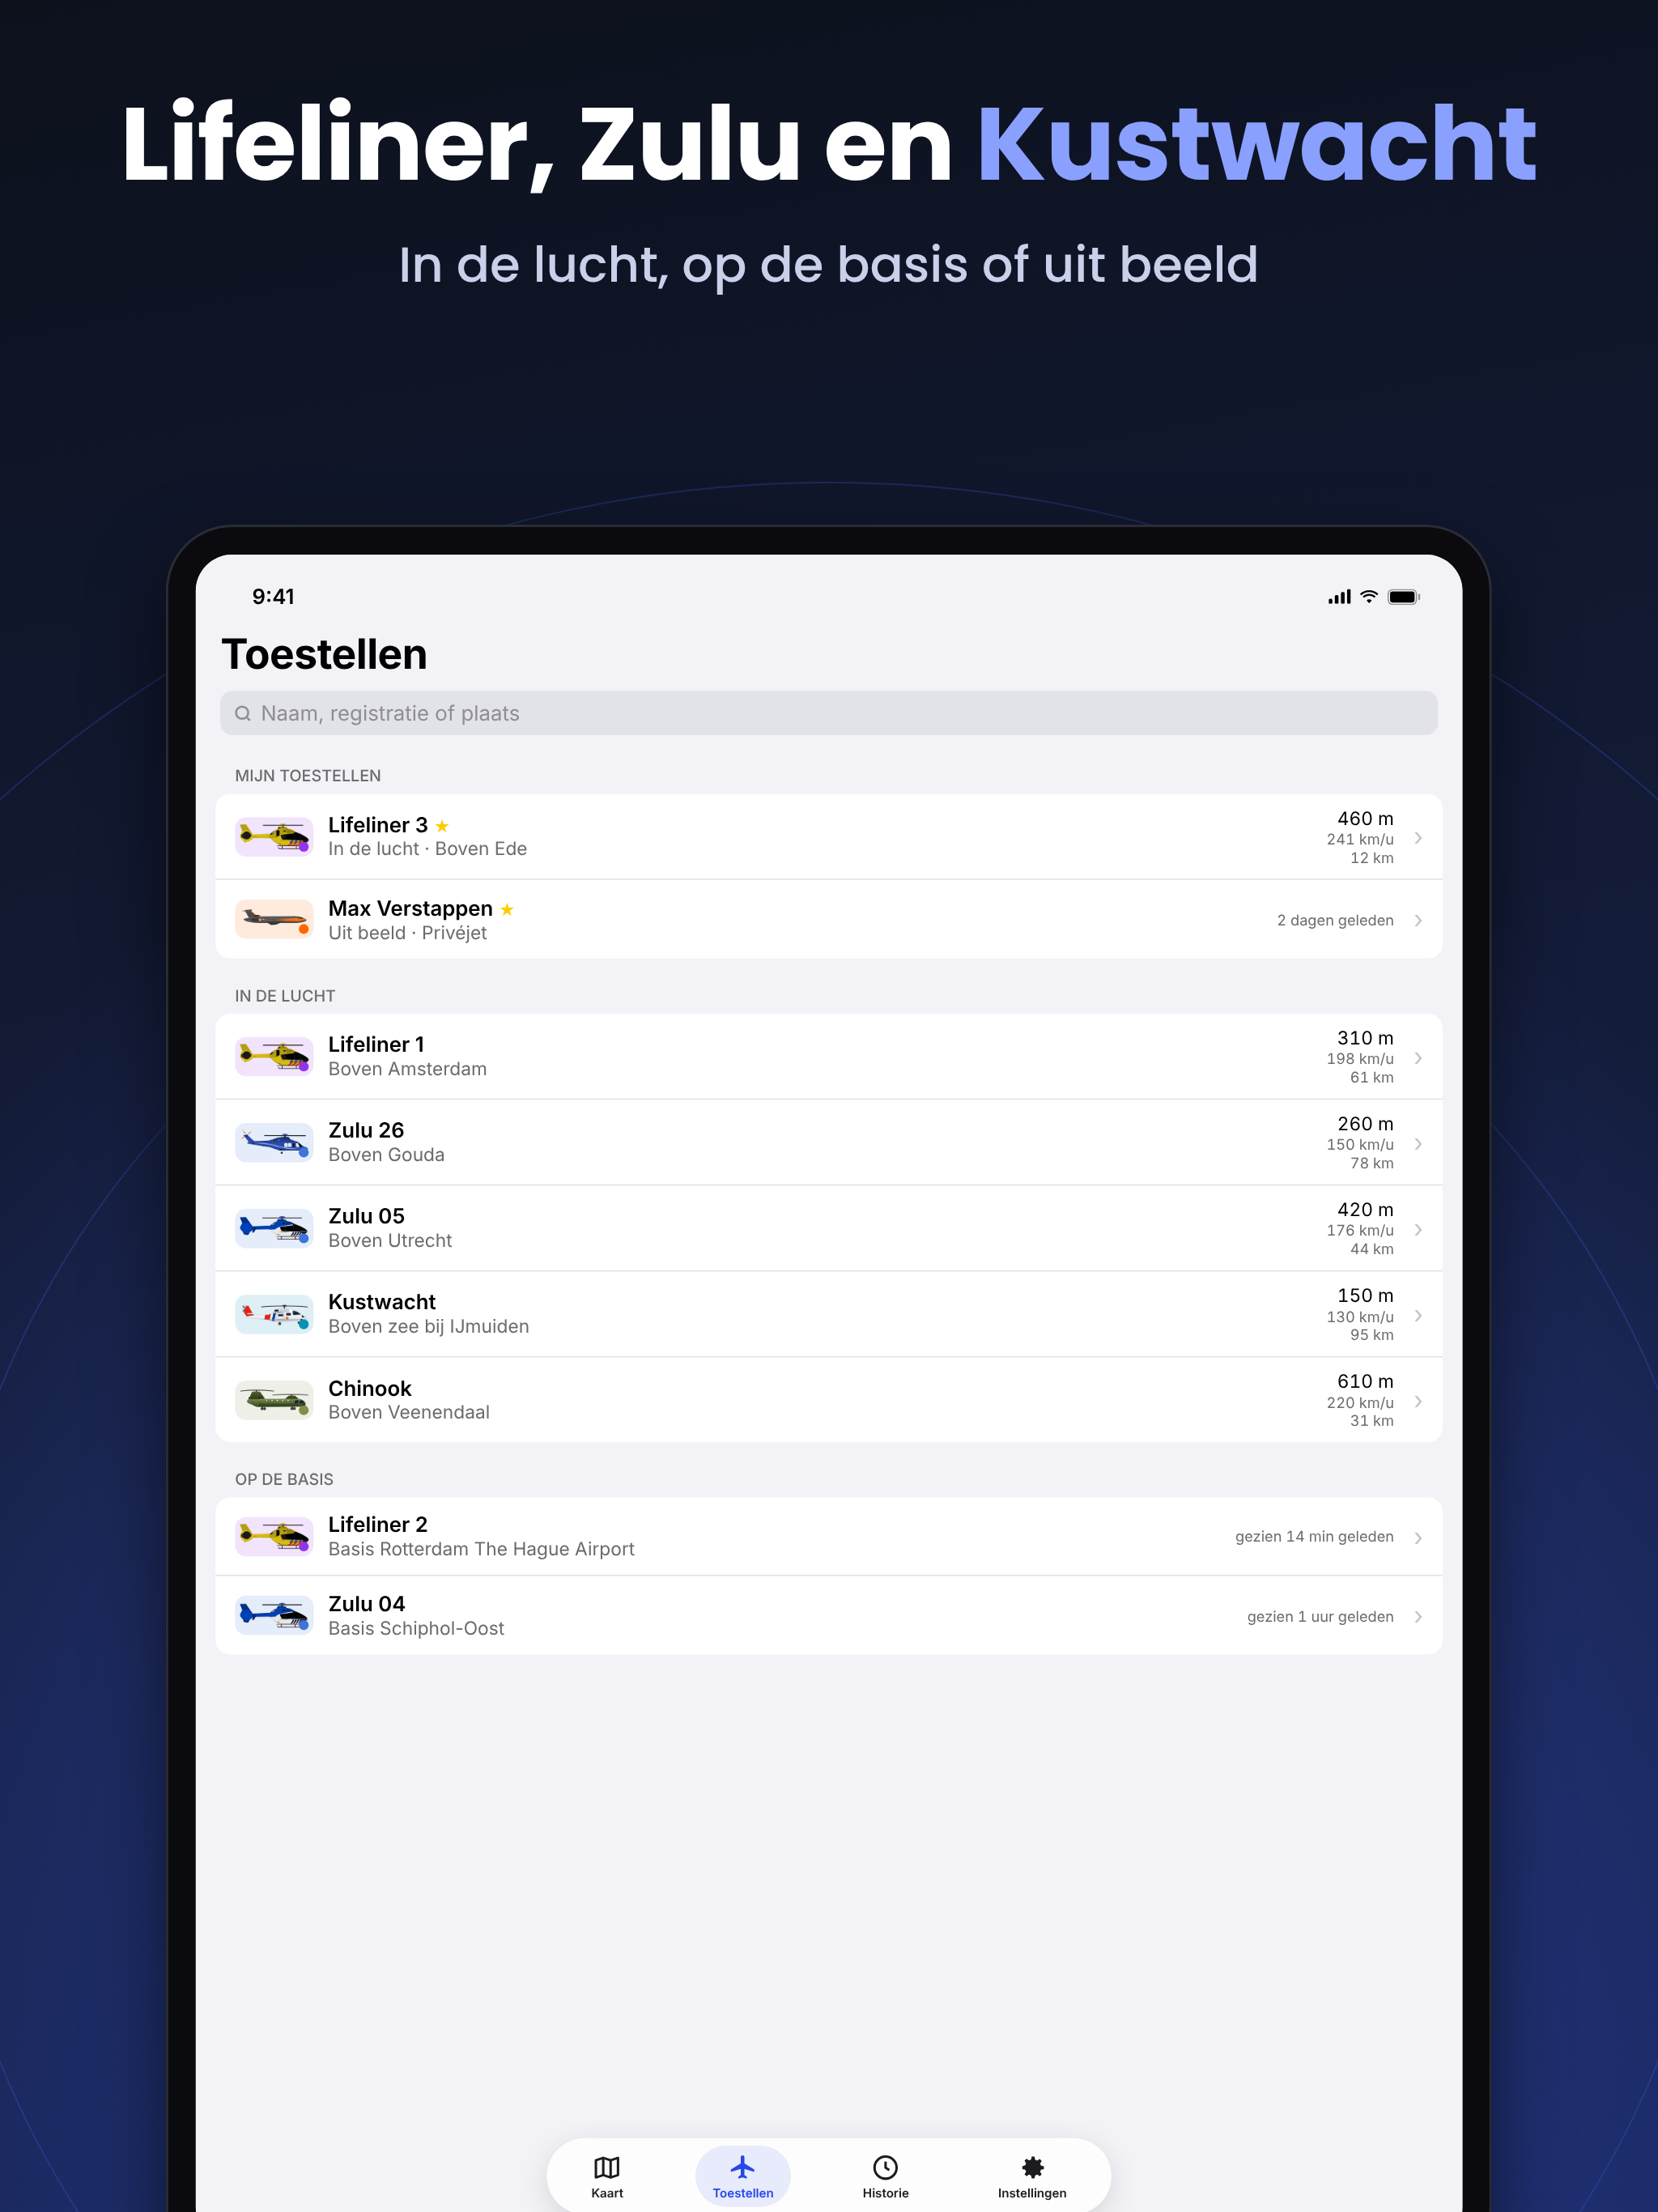 Lifeliner, Zulu en Kustwacht
In de lucht, op de basis of uit beeld
9:41
Toestellen
Naam, registratie of plaats
MIJN TOESTELLEN
Lifeliner 3
In de lucht · Boven Ede
460 m
241 km/u
12 km
Max Verstappen
Uit beeld · Privéjet
2 dagen geleden
IN DE LUCHT
Lifeliner 1
Boven Amsterdam
310 m
198 km/u
61 km
Zulu 26
Boven Gouda
260 m
150 km/u
78 km
Zulu 05
Boven Utrecht
420 m
176 km/u
44 km
Kustwacht
Boven zee bij IJmuiden
150 m
130 km/u
95 km
Chinook
Boven Veenendaal
610 m
220 km/u
31 km
OP DE BASIS
Lifeliner 2
Basis Rotterdam The Hague Airport
gezien 14 min geleden
Zulu 04
Basis Schiphol-Oost
gezien 1 uur geleden
Kaart
Toestellen
Historie
Instellingen